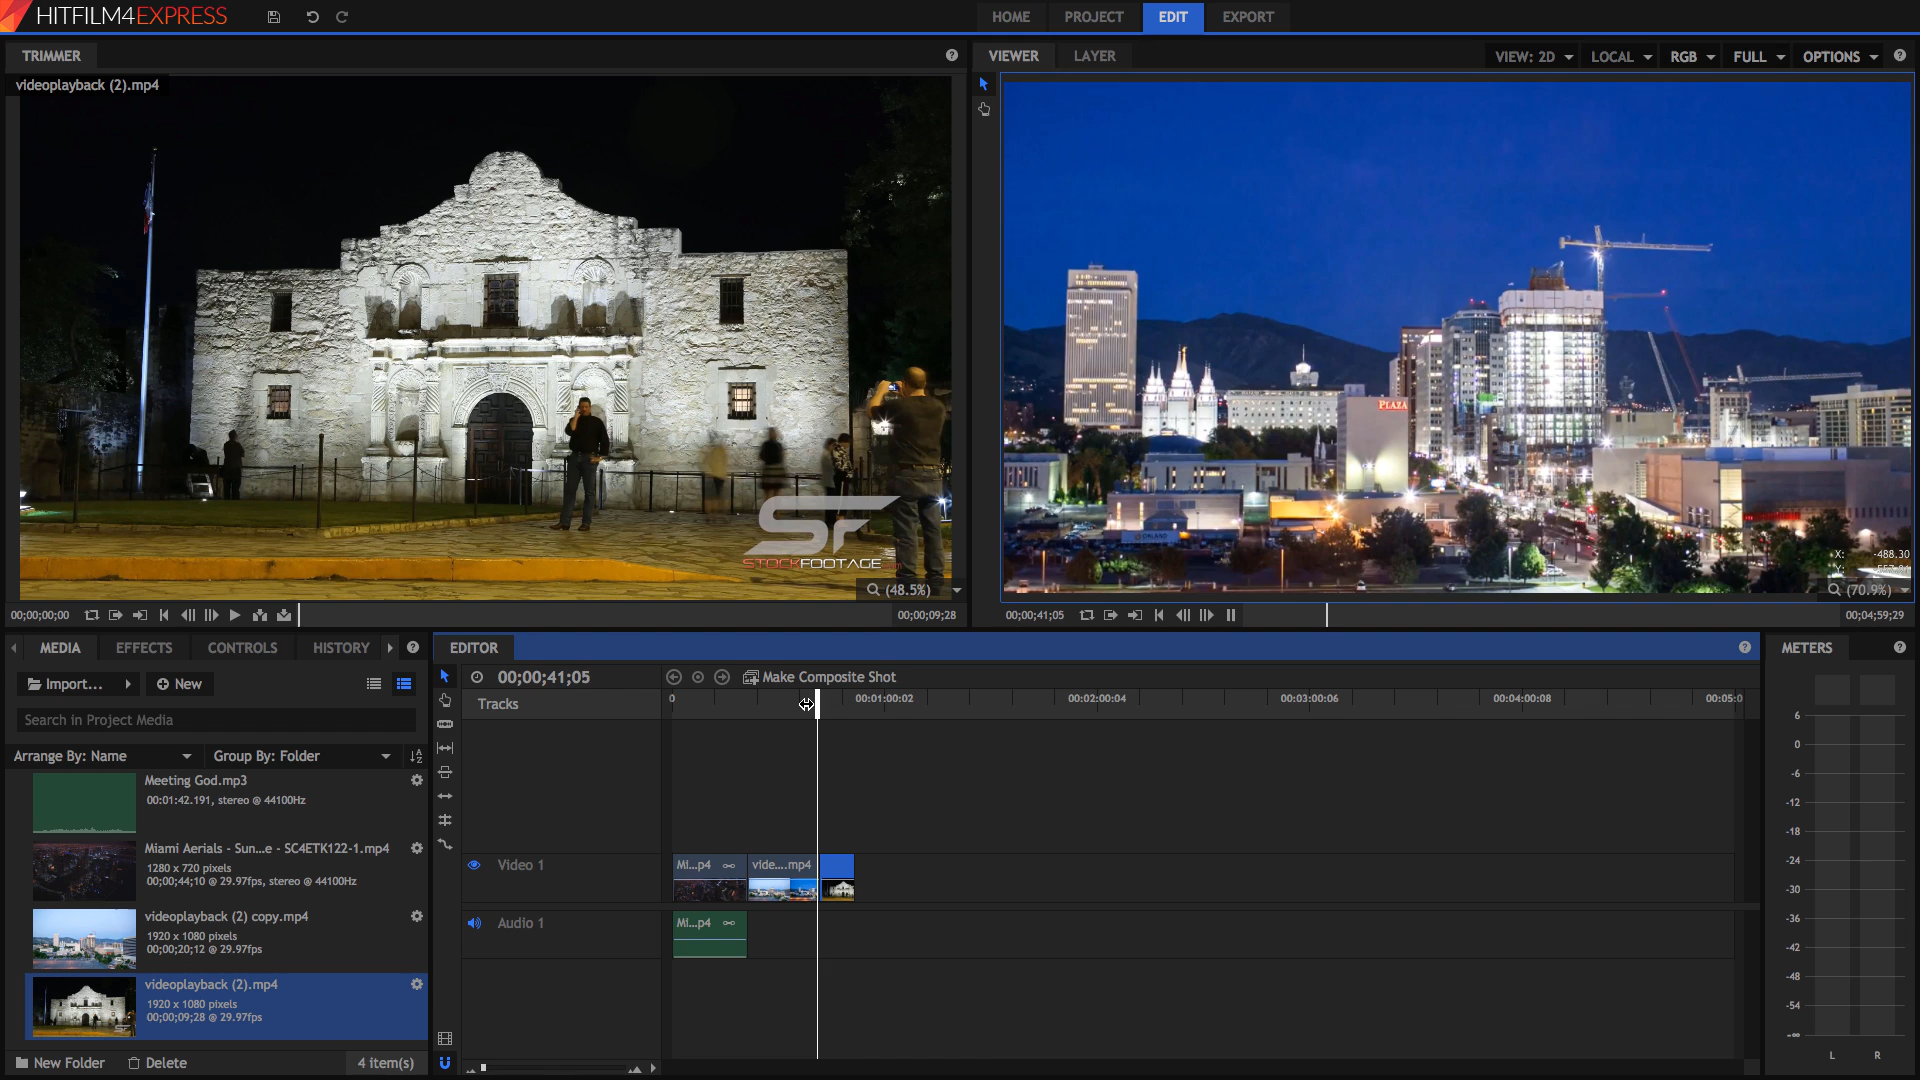 HITFILM4EXPRESS
HOME PROJECT EDIT EXPORT
TRIMMER
VIEWER LAYER
VIEW: 2D LOCAL RGB FULL OPTIONS
videoplayback (2).mp4
PLAZA
SF
STOCKFOOTAGE
(48.5%)
X: -488.30
Y:
(70.9%)
00;00;00;00
00;00;09;28
00;00;41;05
00;04;59;29
MEDIA EFFECTS CONTROLS HISTORY
EDITOR
METERS
Import... New
Search in Project Media
Arrange By: Name Group By: Folder
Meeting God.mp3
00:01:42.191, stereo @ 44100Hz
Miami Aerials - Sun...e - SC4ETK122-1.mp4
1280 x 720 pixels
00;00;44;10 @ 29.97fps, stereo @ 44100Hz
videoplayback (2) copy.mp4
1920 x 1080 pixels
00;00;20;12 @ 29.97fps
videoplayback (2).mp4
1920 x 1080 pixels
00;00;09;28 @ 29.97fps
New Folder Delete 4 item(s)
00;00;41;05
Make Composite Shot
Tracks
0 00:01:00:02 00:02:00:04 00:03:00:06 00:04:00:08 00:05:0
Video 1
Mi...p4 vide....mp4
Audio 1
Mi...p4
6
0
-6
-12
-18
-24
-30
-36
-42
-48
-54
-∞
L R